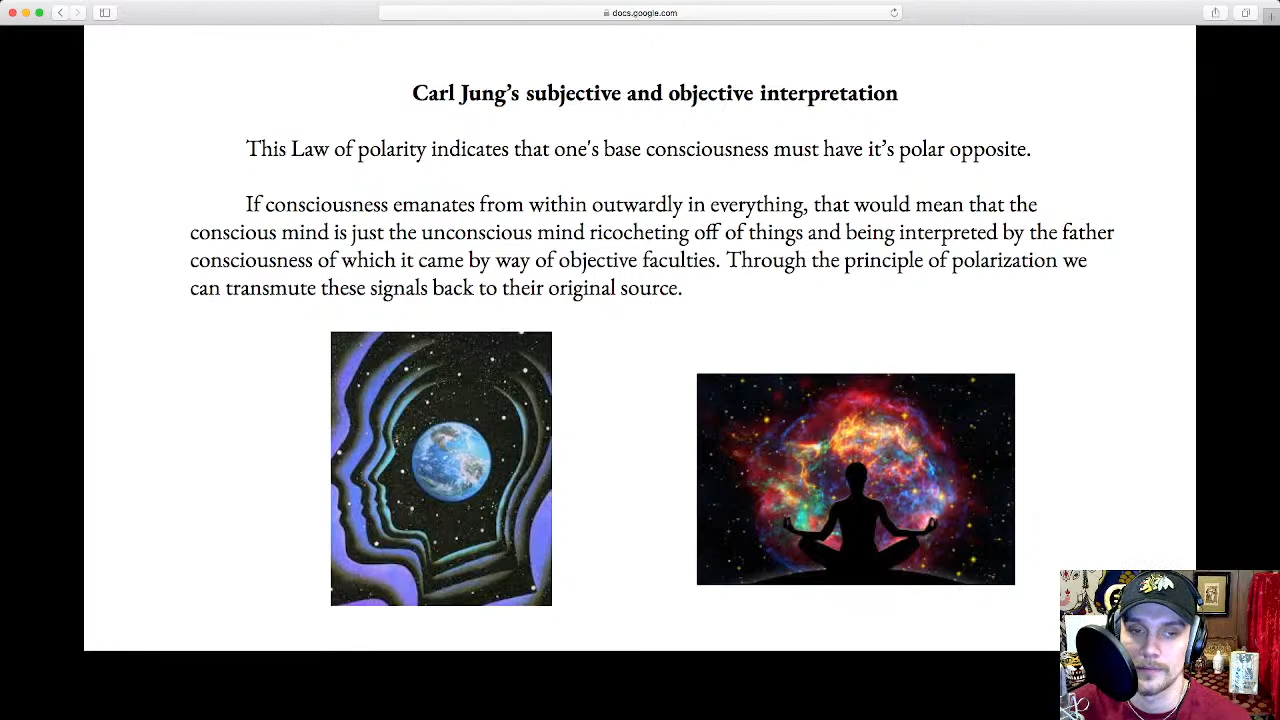 docs.google.com
Carl Jung’s subjective and objective interpretation
This Law of polarity indicates that one's base consciousness must have it’s polar opposite.
If consciousness emanates from within outwardly in everything, that would mean that the
conscious mind is just the unconscious mind ricocheting off of things and being interpreted by the father
consciousness of which it came by way of objective faculties. Through the principle of polarization we
can transmute these signals back to their original source.